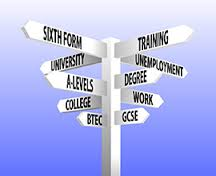 SIXTH FORM
TRAINING
UNIVERSITY
UNEMPLOYMENT
A-LEVELS
DEGREE
COLLEGE
WORK
BTEC
GCSE